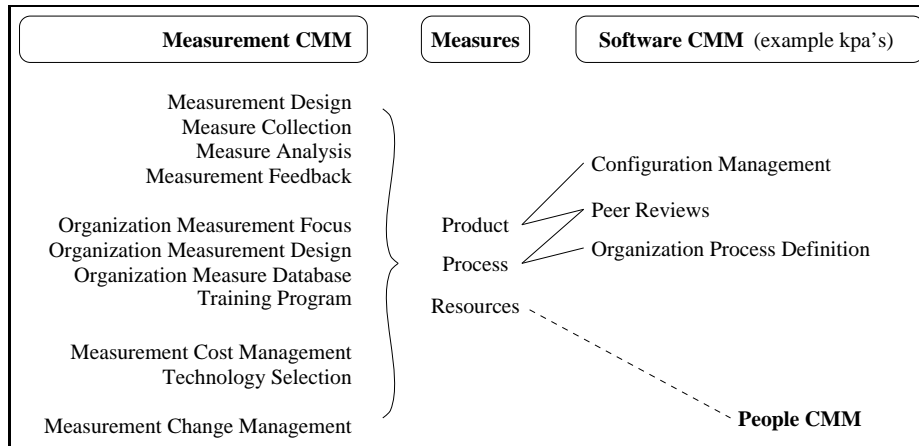 Measurement CMM
Measures
Software CMM (example kpa's)
Measurement Design
Measure Collection
Measure Analysis
Measurement Feedback
Organization Measurement Focus
Organization Measurement Design
Organization Measure Database
Training Program
Measurement Cost Management
Technology Selection
Measurement Change Management
Product
Process
Resources
Configuration Management
Peer Reviews
Organization Process Definition
People CMM